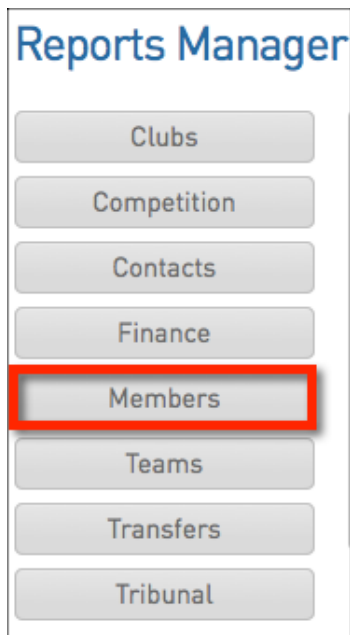 Reports Manager
Clubs
Competition
Contacts
Finance
Members
Teams
Transfers
Tribunal